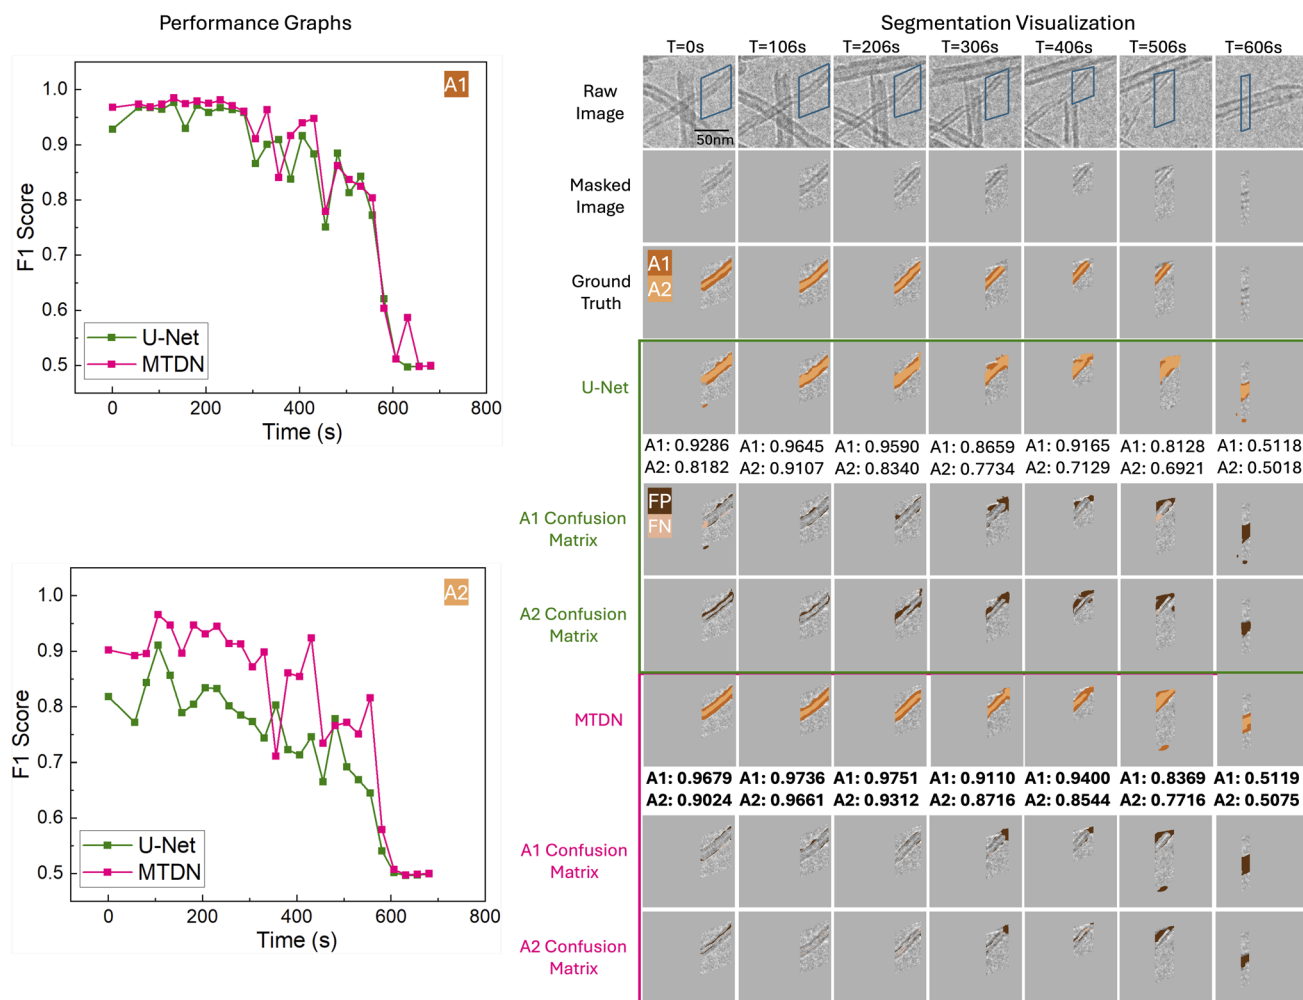 Performance Graphs
A1
1.0
0.9
0.8
0.7
0.6
0.5
F1 Score
U-Net
MTDN
0
200
400
600
800
Time (s)
A2
1.0
0.9
0.8
0.7
0.6
0.5
F1 Score
U-Net
MTDN
0
200
400
600
800
Time (s)
Segmentation Visualization
T=0s T=106s T=206s T=306s T=406s T=506s T=606s
Raw
Image
50nm
Masked
Image
Ground
Truth
A1
A2
U-Net
A1: 0.9286 A1: 0.9645 A1: 0.9590 A1: 0.8659 A1: 0.9165 A1: 0.8128 A1: 0.5118
A2: 0.8182 A2: 0.9107 A2: 0.8340 A2: 0.7734 A2: 0.7129 A2: 0.6921 A2: 0.5018
A1 Confusion
Matrix
FP
FN
A2 Confusion
Matrix
MTDN
A1: 0.9679 A1: 0.9736 A1: 0.9751 A1: 0.9110 A1: 0.9400 A1: 0.8369 A1: 0.5119
A2: 0.9024 A2: 0.9661 A2: 0.9312 A2: 0.8716 A2: 0.8544 A2: 0.7716 A2: 0.5075
A1 Confusion
Matrix
A2 Confusion
Matrix